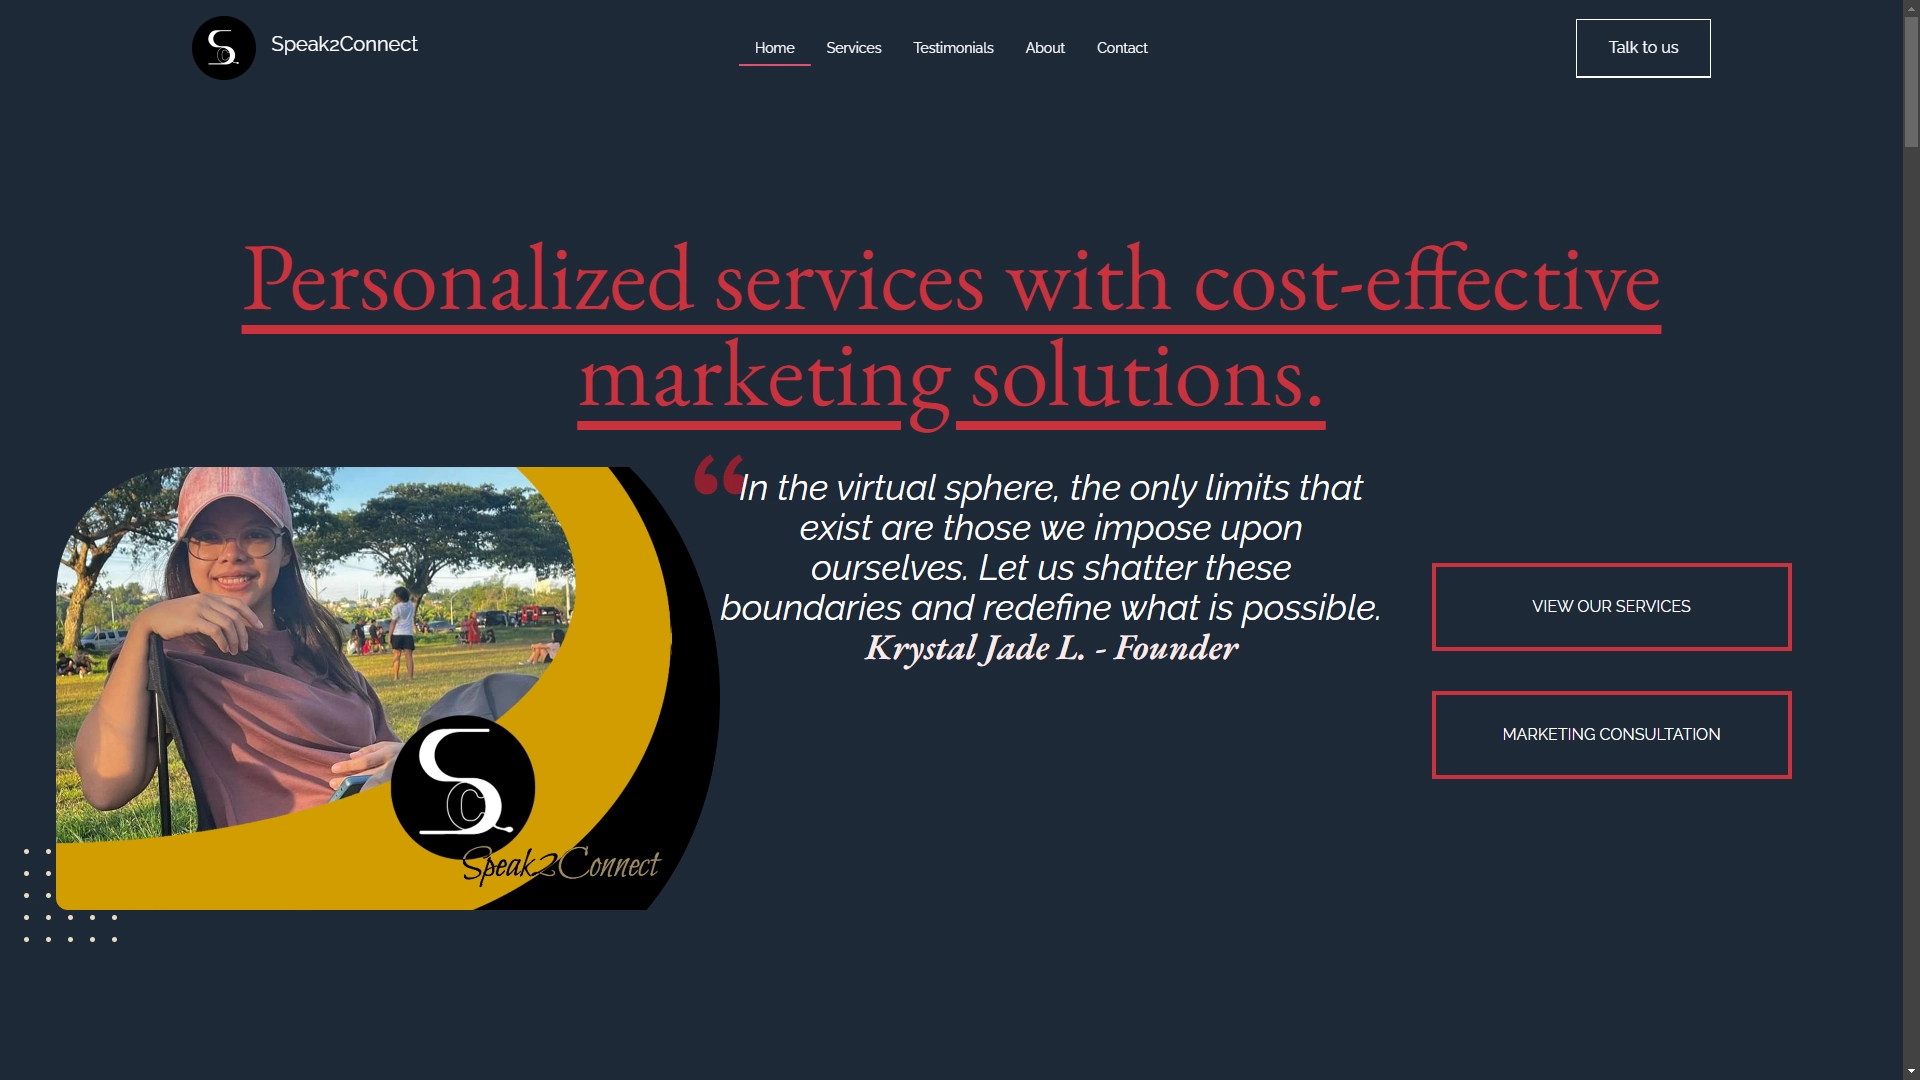 Speak2Connect
Home Services Testimonials About Contact
Talk to us
Personalized services with cost-effective
marketing solutions.
“In the virtual sphere, the only limits that
exist are those we impose upon
ourselves. Let us shatter these
boundaries and redefine what is possible.
Krystal Jade L. - Founder
VIEW OUR SERVICES
MARKETING CONSULTATION
SC
Speak2Connect